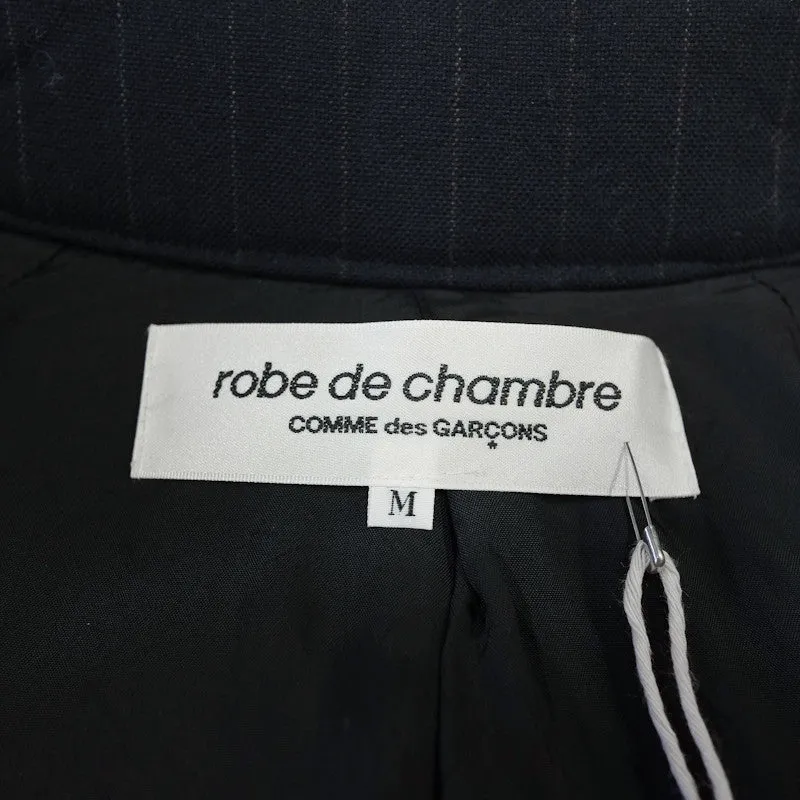 robe de chambre
COMME des GARÇONS
*
M